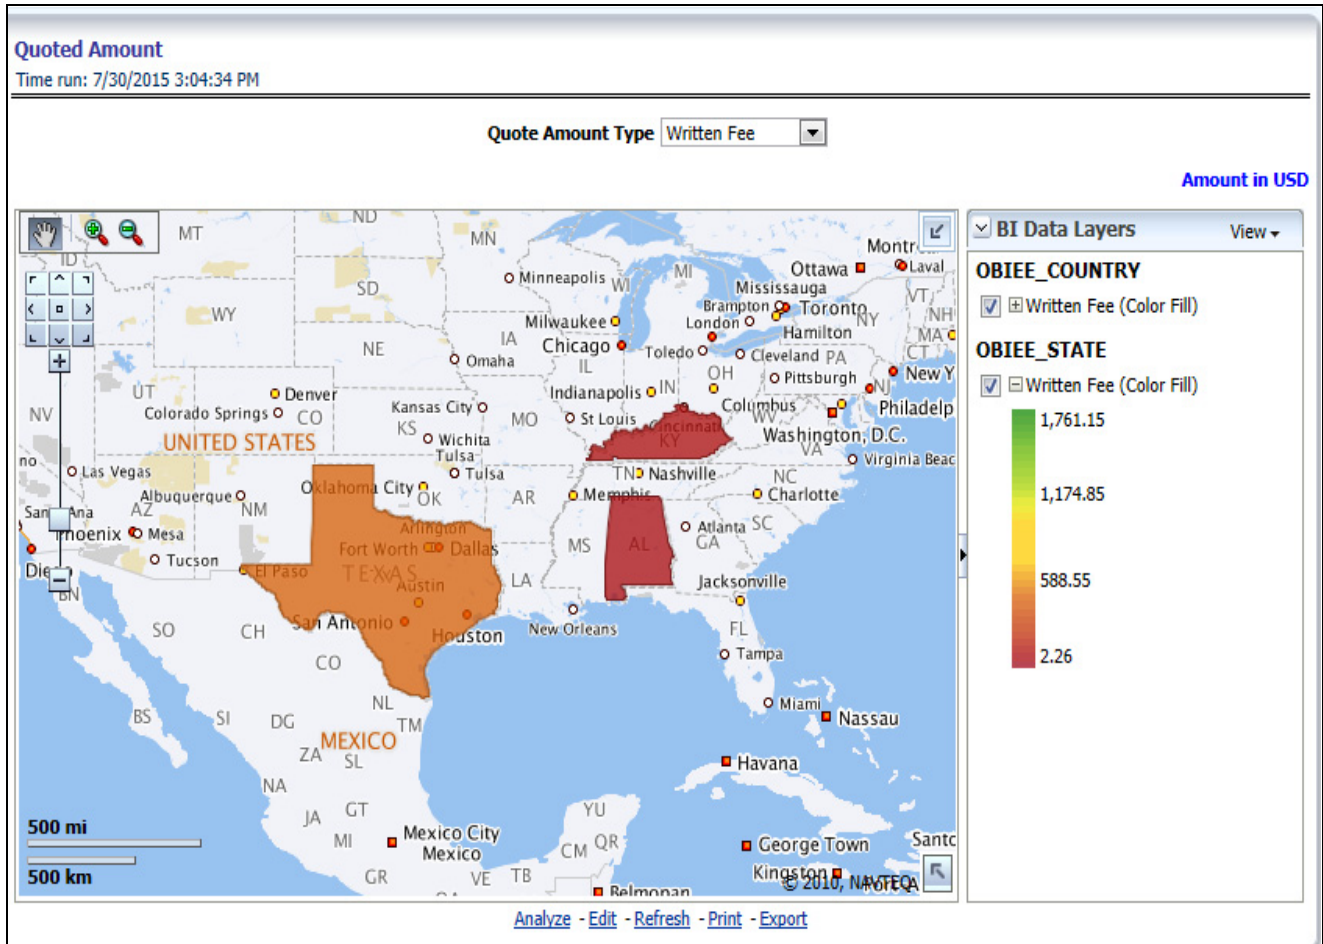 Quoted Amount
Time run: 7/30/2015 3:04:34 PM
Quote Amount Type Written Fee
Amount in USD
BI Data Layers View
OBIEE_COUNTRY
Written Fee (Color Fill)
OBIEE_STATE
Written Fee (Color Fill)
1,761.15
1,174.85
588.55
2.26
ID MT ND MN
Ottawa Laval
MI
Minneapolis WI Mississauga
SD Brampton Toronto VT
WY Milwaukee London NY NH
IA Hamilton MA
NE Chicago Toledo Cleveland PA CT
Omaha IL OH Pittsburgh New Y
UT Denver Indianapolis IN NJ
NV Colorado Springs CO Kansas City MO St Louis Columbus Philadelp
KS Cincinnati WV
UNITED STATES Wichita KY Washington, D.C.
Tulsa VA
no Las Vegas Tulsa TN Nashville Virginia Beac
NC
Albuquerque Oklahoma City OK AR Memphis Charlotte
San Ana AZ NM
Phoenix Mesa Arlington MS AL Atlanta SC
Fort Worth Dallas GA
Tucson El Paso TEXAS LA
Die Austin Jacksonville
BN
SO CH San Antonio Houston New Orleans FL
CO Tampa
NL Miami
BS SI DG TM Nassau
MEXICO
ZA SL Havana
NA
JA GT YU
MI Mexico City CM QR George Town Santo
Mexico
GR VE TB Kingston
Belmopan
500 mi
500 km
© 2010, NAVTEQ
Analyze - Edit - Refresh - Print - Export